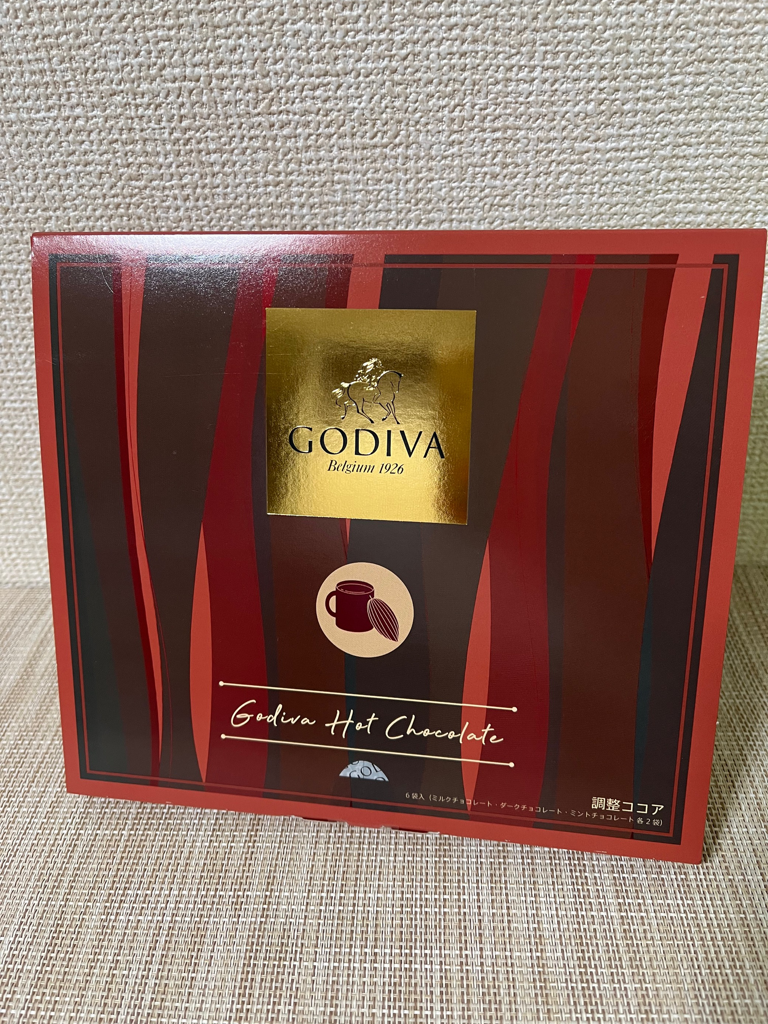 GODIVA
Belgium 1926
Godiva Hot Chocolate
調整ココア
6袋入（ミルクチョコレート・ダークチョコレート・ミントチョコレート 各2袋）